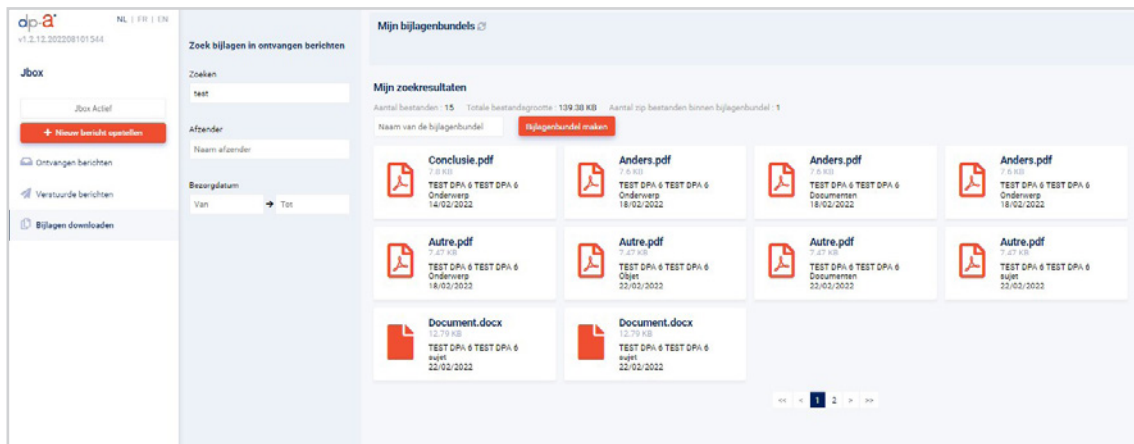 dp-a
NL | FR | EN
v1.2.12.202208101544
Jbox
Jbox Actief
+ Nieuw bericht opstellen
Ontvangen berichten
Verstuurde berichten
Bijlagen downloaden
Zoek bijlagen in ontvangen berichten
Zoeken
test
Afzender
Naam afzender
Bezorgdatum
Van → Tot
Mijn bijlagenbundels
Mijn zoekresultaten
Aantal bestanden : 15 Totale bestandsgrootte : 139.38 KB Aantal zip bestanden binnen bijlagenbundel : 1
Naam van de bijlagenbundel
Bijlagenbundel maken
Conclusie.pdf
7.8 KB
TEST DPA 6 TEST DPA 6
Onderwerp
14/02/2022
Anders.pdf
7.6 KB
TEST DPA 6 TEST DPA 6
Onderwerp
18/02/2022
Anders.pdf
7.6 KB
TEST DPA 6 TEST DPA 6
Documenten
18/02/2022
Anders.pdf
7.6 KB
TEST DPA 6 TEST DPA 6
Onderwerp
18/02/2022
Autre.pdf
7.47 KB
TEST DPA 6 TEST DPA 6
Onderwerp
18/02/2022
Autre.pdf
7.47 KB
TEST DPA 6 TEST DPA 6
Objet
22/02/2022
Autre.pdf
7.47 KB
TEST DPA 6 TEST DPA 6
Documenten
22/02/2022
Autre.pdf
7.47 KB
TEST DPA 6 TEST DPA 6
sujet
22/02/2022
Document.docx
12.79 KB
TEST DPA 6 TEST DPA 6
sujet
22/02/2022
Document.docx
12.79 KB
TEST DPA 6 TEST DPA 6
sujet
22/02/2022
<< < 1 2 > >>